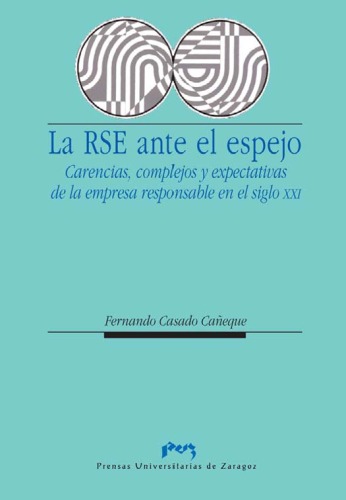 La RSE ante el espejo
Carencias, complejos y expectativas
de la empresa responsable en el siglo XXI
Fernando Casado Cañeque
puz
Prensas Universitarias de Zaragoza